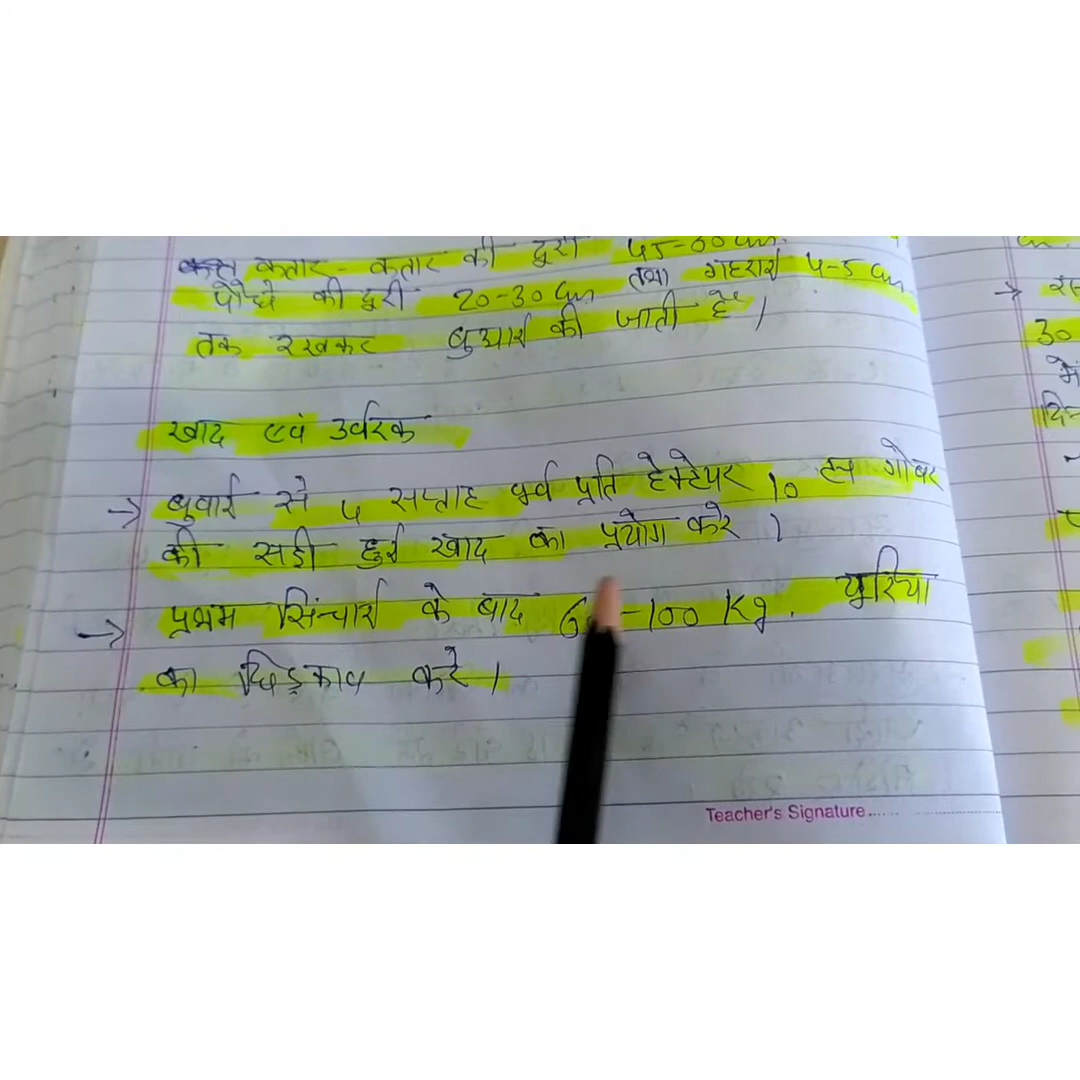 कतार - कतार की दूरी 45-60 cm.
पौधे की दूरी 20-30 cm तथा गहराई 4-5 cm
तक रखकर बुआई की जाती है ।
खाद एवं उर्वरक
→ बुवाई से 4 सप्ताह पूर्व प्रति हेक्टेयर 10 टन गोबर
की सड़ी हुई खाद का प्रयोग करे ।
→ प्रथम सिंचाई के बाद -100 Kg. यूरिया
का छिड़काव करे ।
Teacher's Signature
→
30